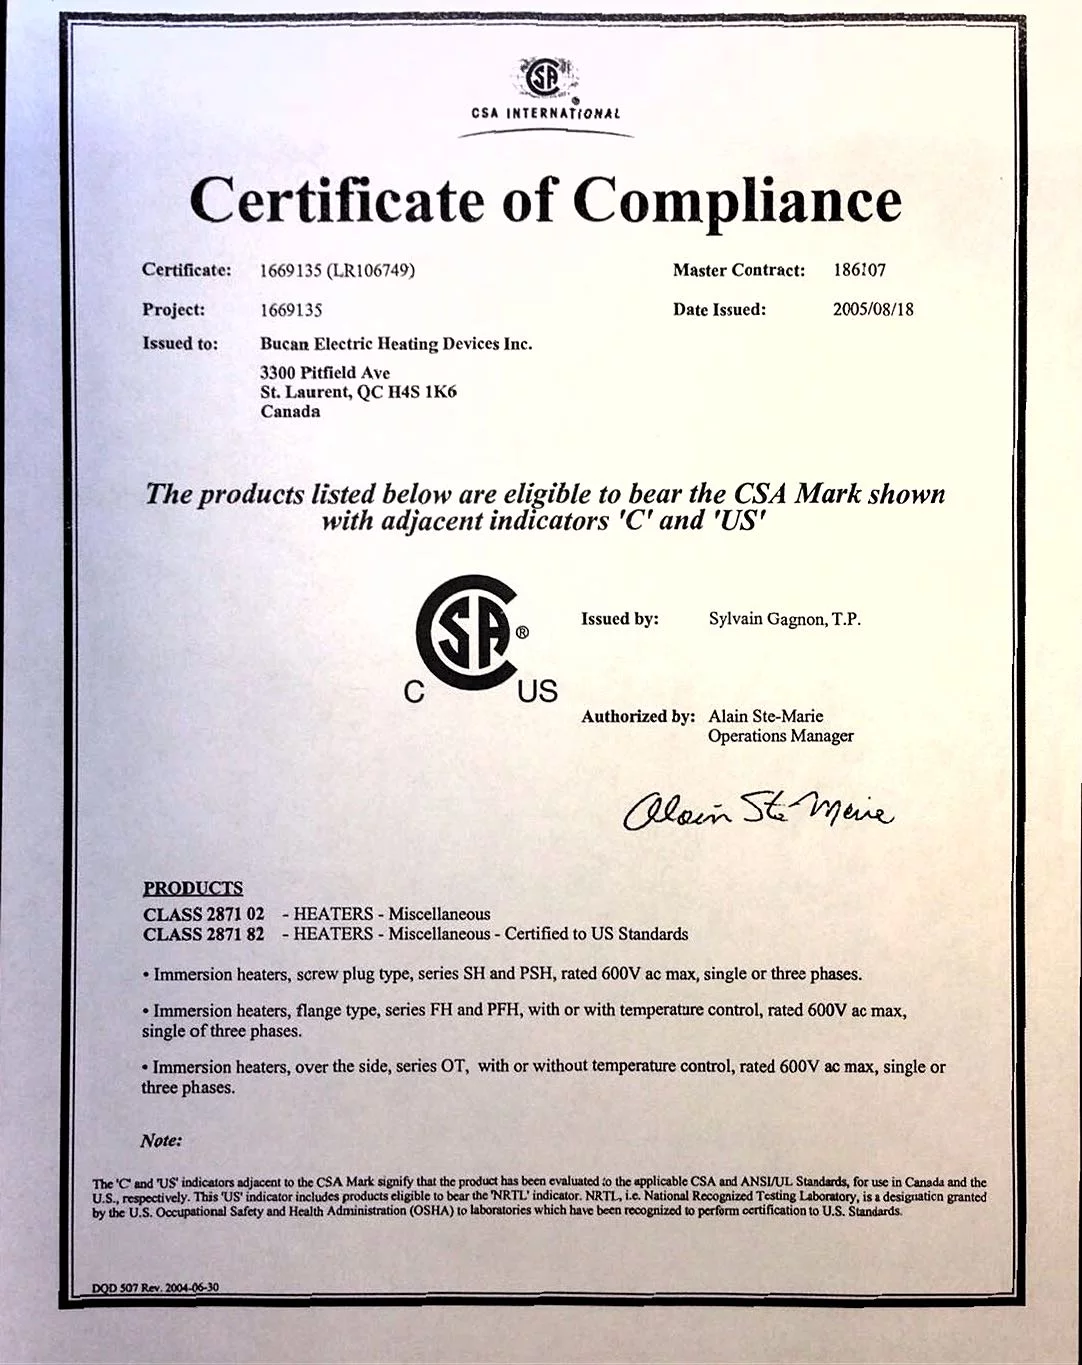 CSA
CSA INTERNATIONAL
Certificate of Compliance
Certificate: 1669135 (LR106749) Master Contract: 186107
Project: 1669135 Date Issued: 2005/08/18
Issued to: Bucan Electric Heating Devices Inc.
3300 Pitfield Ave
St. Laurent, QC H4S 1K6
Canada
The products listed below are eligible to bear the CSA Mark shown
with adjacent indicators 'C' and 'US'
CSA ®
C US
Issued by: Sylvain Gagnon, T.P.
Authorized by: Alain Ste-Marie
Operations Manager
Alain Ste-Marie
PRODUCTS
CLASS 2871 02 - HEATERS - Miscellaneous
CLASS 2871 82 - HEATERS - Miscellaneous - Certified to US Standards
• Immersion heaters, screw plug type, series SH and PSH, rated 600V ac max, single or three phases.
• Immersion heaters, flange type, series FH and PFH, with or with temperature control, rated 600V ac max,
single of three phases.
• Immersion heaters, over the side, series OT, with or without temperature control, rated 600V ac max, single or
three phases.
Note:
The 'C' and 'US' indicators adjacent to the CSA Mark signify that the product has been evaluated to the applicable CSA and ANSI/UL Standards, for use in Canada and the
U.S., respectively. This 'US' indicator includes products eligible to bear the 'NRTL' indicator. NRTL, i.e. National Recognized Testing Laboratory, is a designation granted
by the U.S. Occupational Safety and Health Administration (OSHA) to laboratories which have been recognized to perform certification to U.S. Standards.
DQD 507 Rev. 2004-06-30